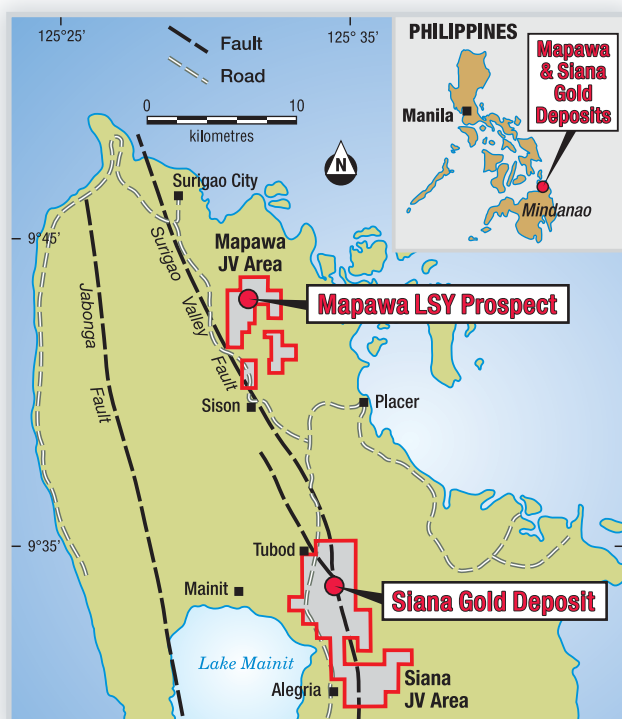 125° 25'
125° 35'
Fault
Road
0
10
kilometres
N
PHILIPPINES
Manila
Mapawa
& Siana
Gold
Deposits
Mindanao
Surigao City
9°45'
Mapawa
JV Area
Surigao
Valley
Fault
Jabonga
Fault
Mapawa LSY Prospect
Sison
Placer
9°35'
Tubod
Mainit
Siana Gold Deposit
Lake Mainit
Alegria
Siana
JV Area